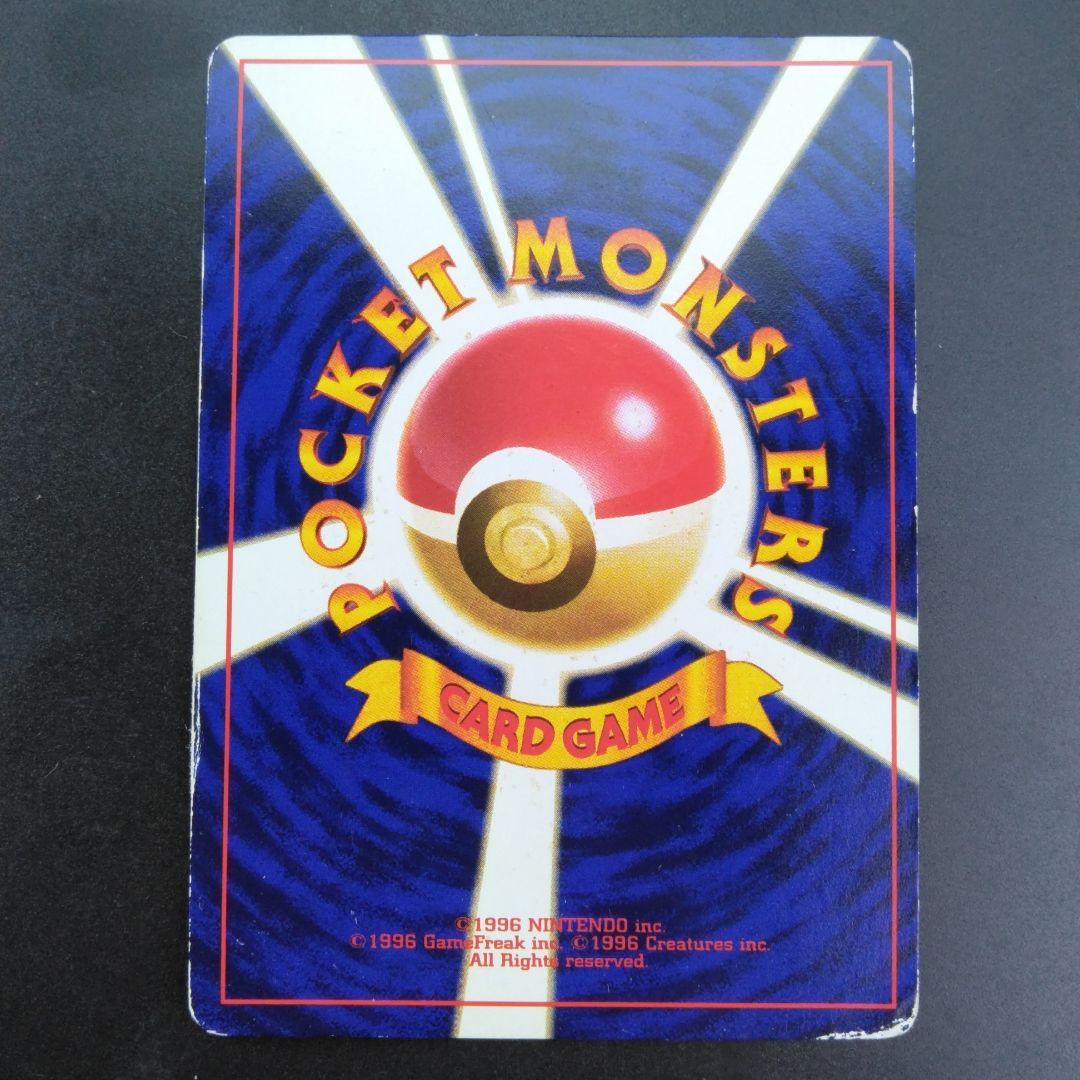 POCKET MONSTERS
CARD GAME
©1996 NINTENDO inc.
©1996 GameFreak inc. ©1996 Creatures inc.
All Rights reserved.